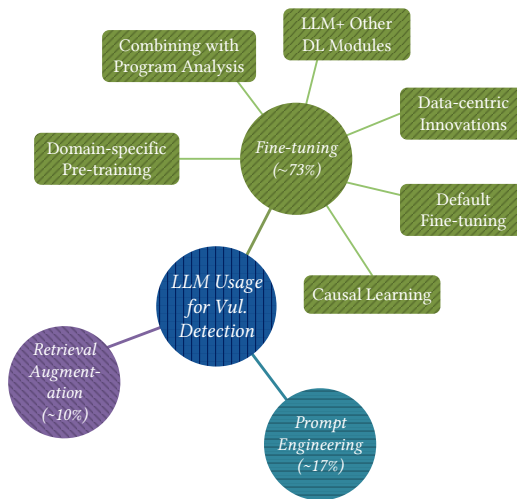 LLM+ Other
DL Modules
Combining with
Program Analysis
Data-centric
Innovations
Domain-specific
Pre-training
Fine-tuning
(~73%)
Default
Fine-tuning
Causal Learning
LLM Usage
for Vul.
Detection
Retrieval
Augment-
ation
(~10%)
Prompt
Engineering
(~17%)